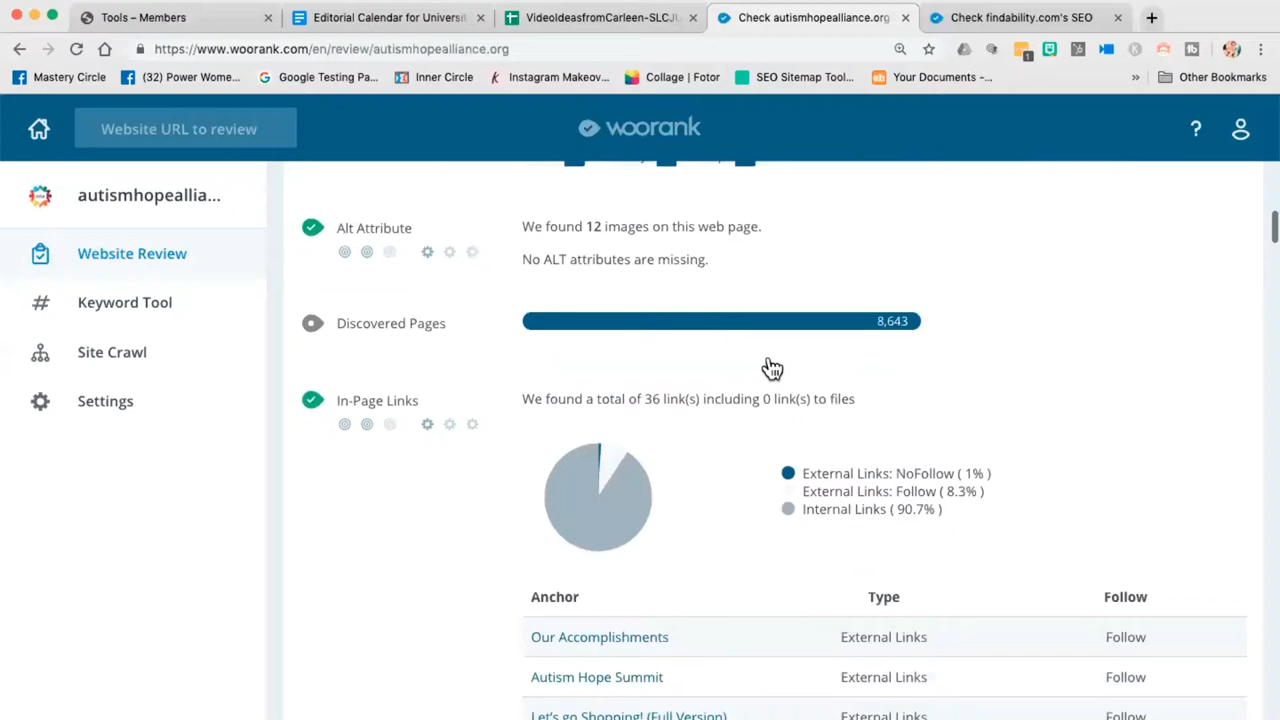 Tools – Members
Editorial Calendar for Universit
VideoIdeasfromCarleen-SLCJU
Check autismhopealliance.org
Check findability.com's SEO
https://www.woorank.com/en/review/autismhopealliance.org
1
Mastery Circle
(32) Power Wome...
Google Testing Pa...
Inner Circle
Instagram Makeov...
Collage | Fotor
SEO Sitemap Tool...
Your Documents -...
»
Other Bookmarks
Website URL to review
woorank
?
autismhopeallia...
Website Review
Keyword Tool
Site Crawl
Settings
Alt Attribute
We found 12 images on this web page.
No ALT attributes are missing.
Discovered Pages
8,643
In-Page Links
We found a total of 36 link(s) including 0 link(s) to files
External Links: NoFollow ( 1% )
External Links: Follow ( 8.3% )
Internal Links ( 90.7% )
Anchor Type Follow
Our Accomplishments External Links Follow
Autism Hope Summit External Links Follow
Let's go Shopping! (Full Version) External Links Follow